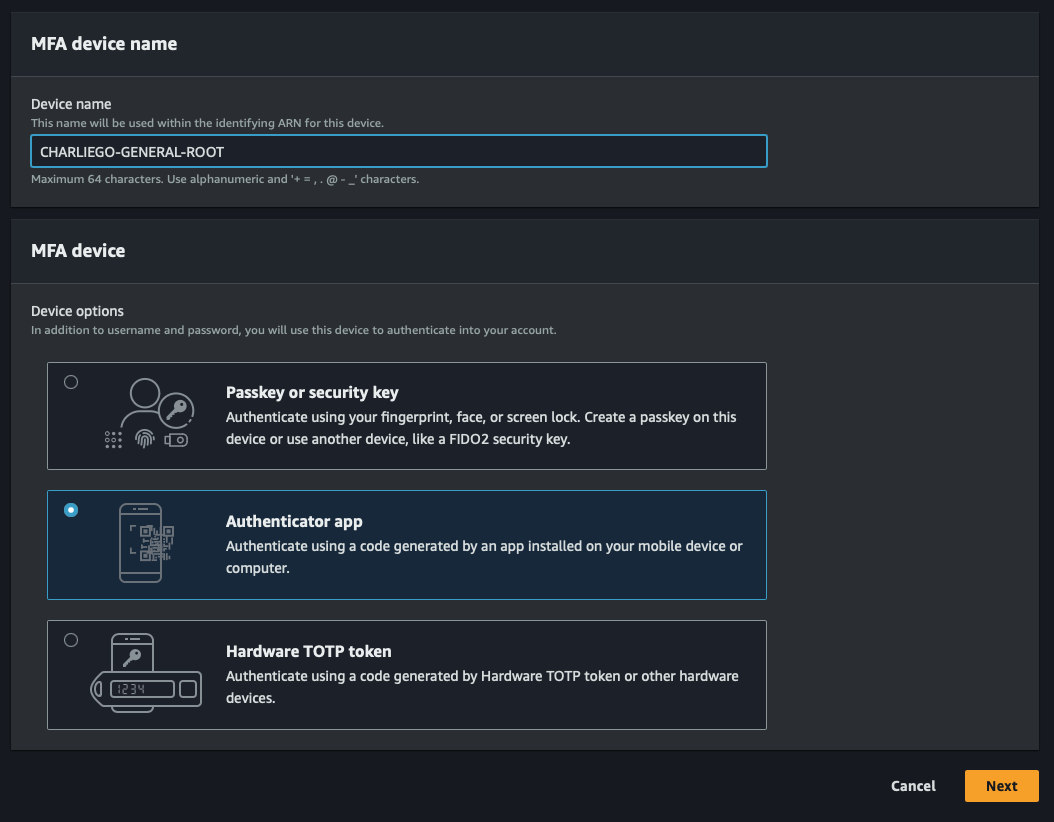 MFA device name
Device name
This name will be used within the identifying ARN for this device.
CHARLIEGO-GENERAL-ROOT
Maximum 64 characters. Use alphanumeric and '+ = , . @ - _' characters.
MFA device
Device options
In addition to username and password, you will use this device to authenticate into your account.
Passkey or security key
Authenticate using your fingerprint, face, or screen lock. Create a passkey on this
device or use another device, like a FIDO2 security key.
Authenticator app
Authenticate using a code generated by an app installed on your mobile device or
computer.
Hardware TOTP token
Authenticate using a code generated by Hardware TOTP token or other hardware
devices.
1234
Cancel
Next